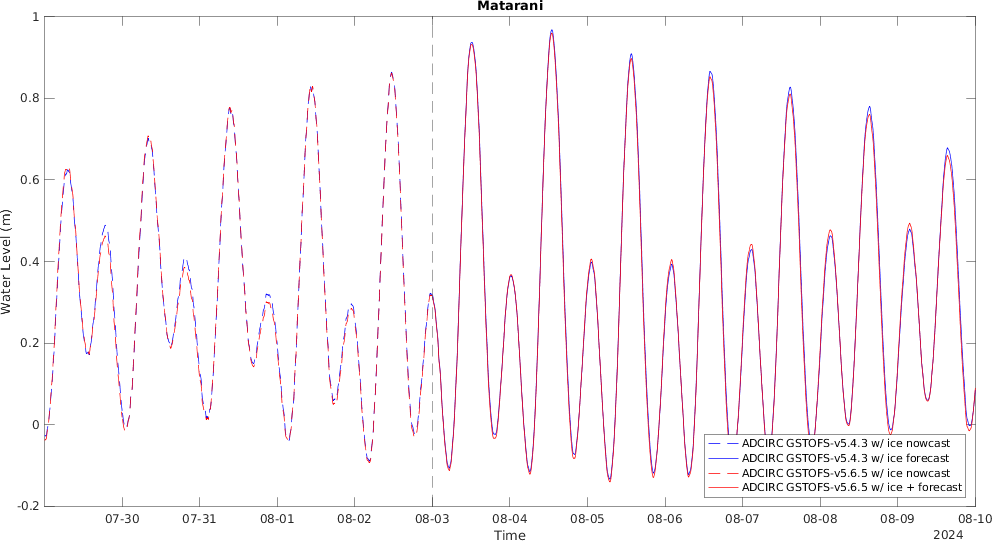 Matarani
1
0.8
0.6
0.4
0.2
0
-0.2
Water Level (m)
ADCIRC GSTOFS-v5.4.3 w/ ice nowcast
ADCIRC GSTOFS-v5.4.3 w/ ice forecast
ADCIRC GSTOFS-v5.6.5 w/ ice nowcast
ADCIRC GSTOFS-v5.6.5 w/ ice + forecast
07-30 07-31 08-01 08-02 08-03 08-04 08-05 08-06 08-07 08-08 08-09 08-10
Time
2024